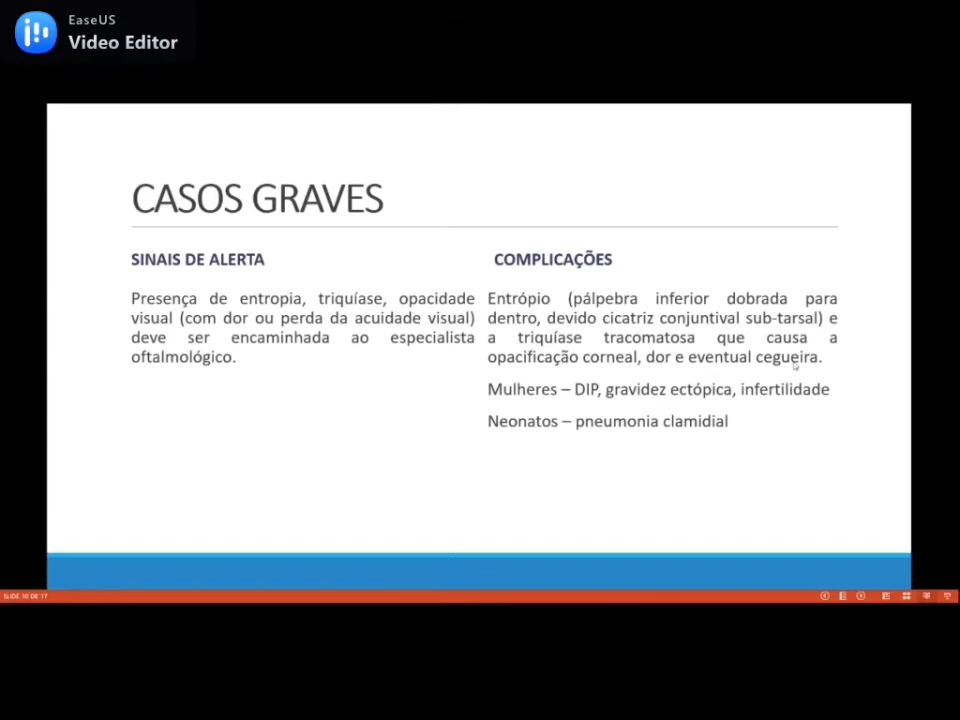 EaseUS
Video Editor
CASOS GRAVES
SINAIS DE ALERTA
Presença de entropia, triquíase, opacidade
visual (com dor ou perda da acuidade visual)
deve ser encaminhada ao especialista
oftalmológico.
COMPLICAÇÕES
Entrópio (pálpebra inferior dobrada para
dentro, devido cicatriz conjuntival sub-tarsal) e
a triquíase tracomatosa que causa a
opacificação corneal, dor e eventual cegueira.
Mulheres – DIP, gravidez ectópica, infertilidade
Neonatos – pneumonia clamidial
SLIDE 10 DE 17